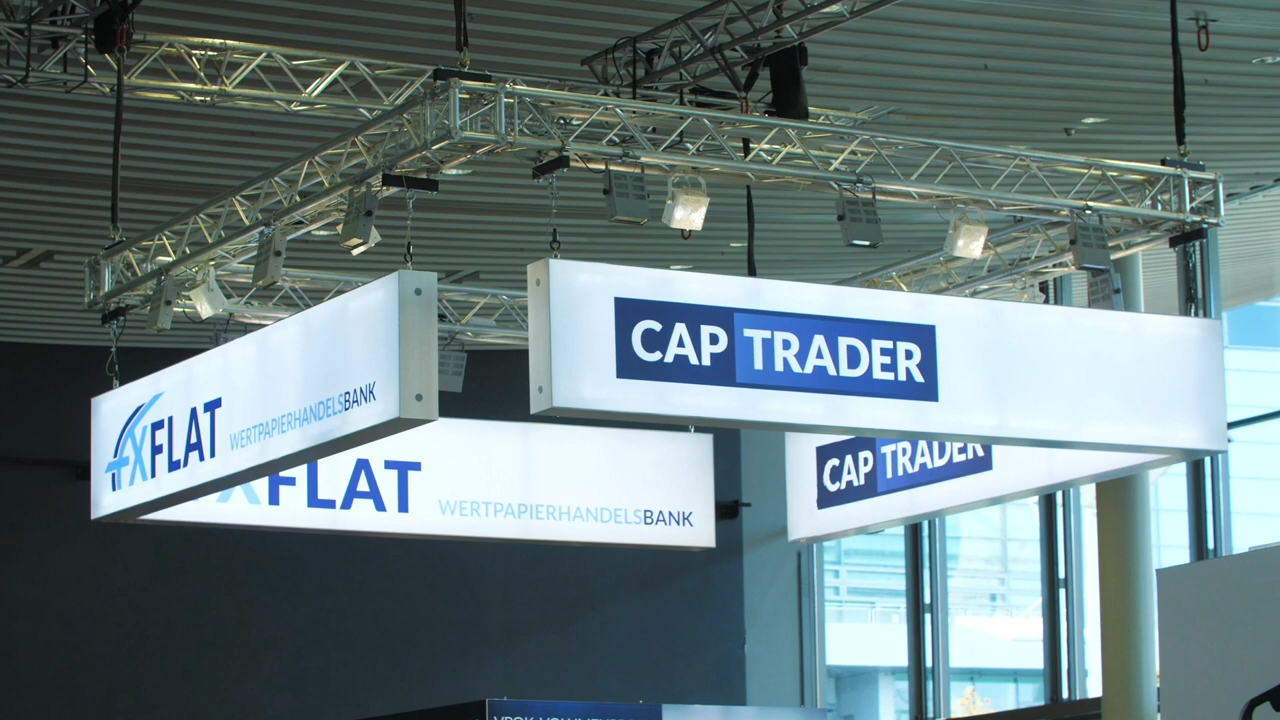 CAP TRADER
FXFLAT WERTPAPIERHANDELSBANK
FLAT WERTPAPIERHANDELSBANK
CAP TRADER